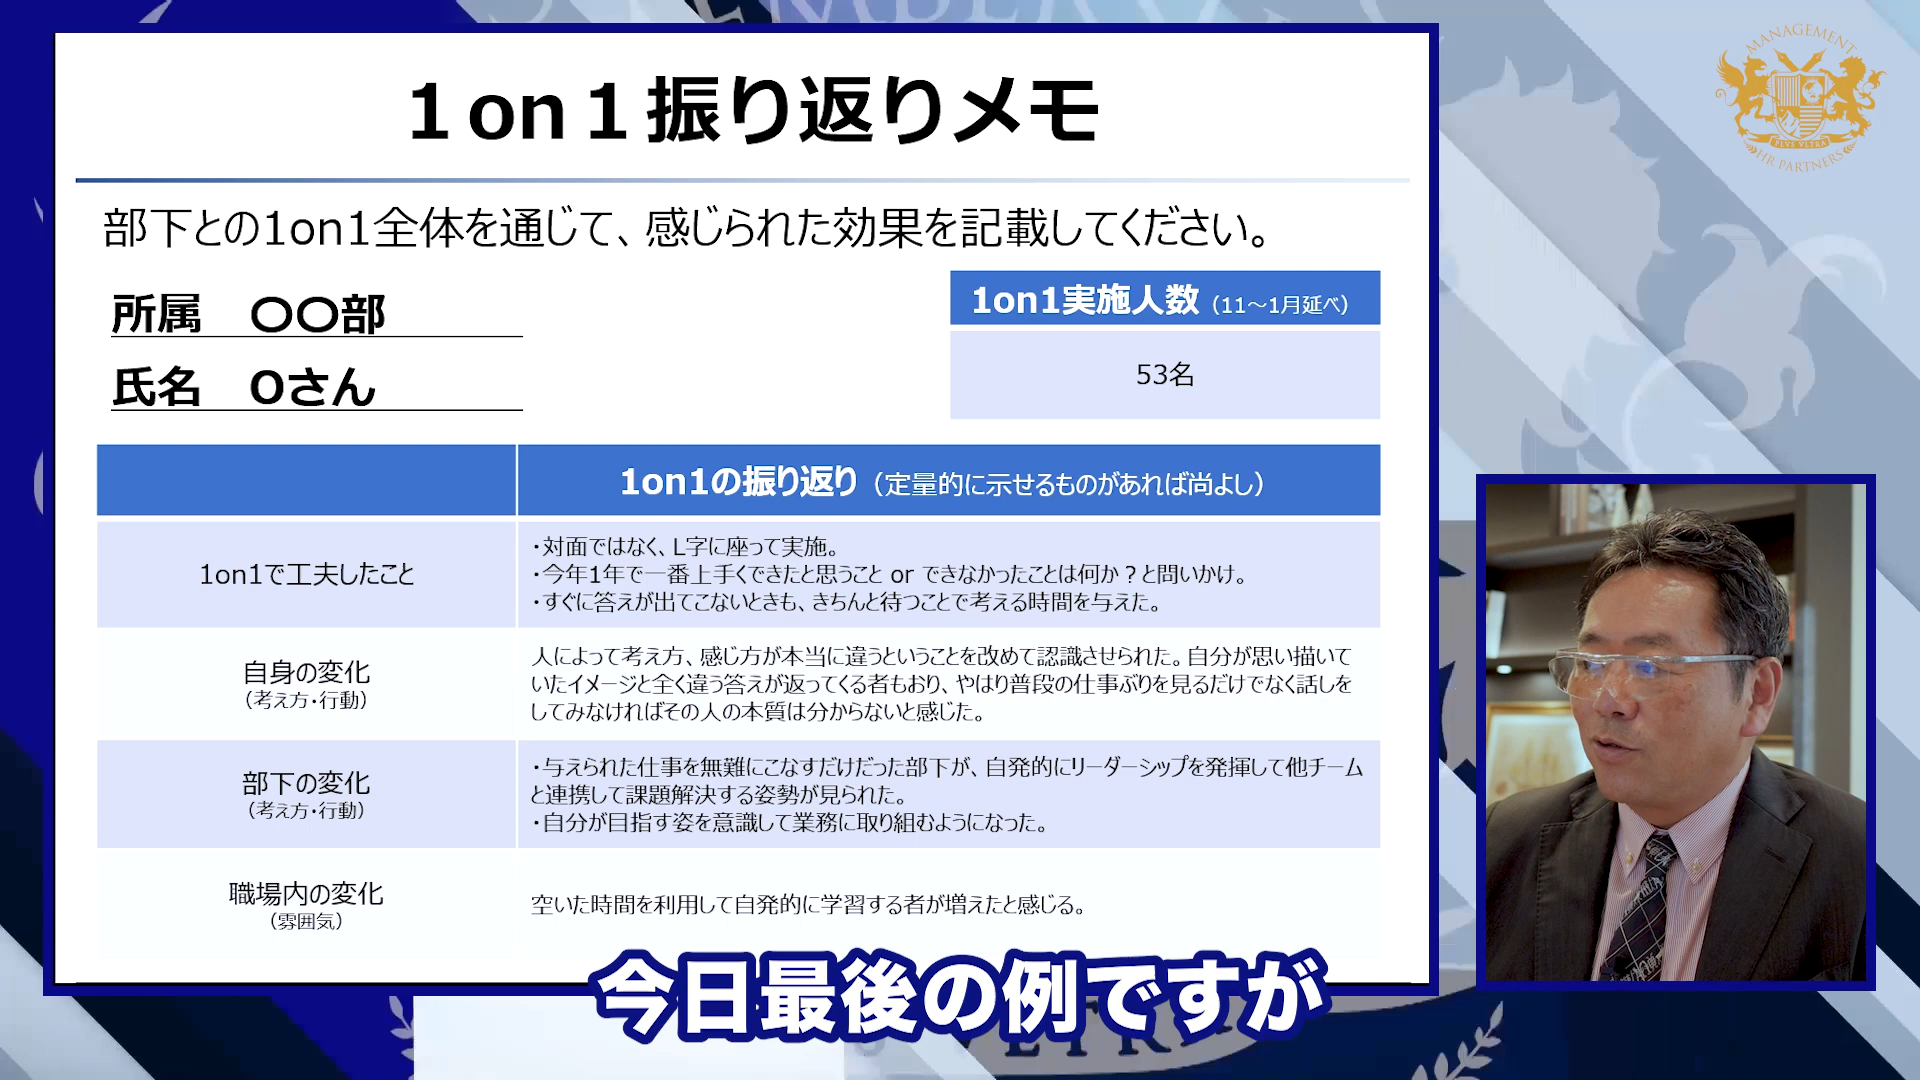 1on1振り返りメモ
部下との1on1全体を通じて、感じられた効果を記載してください。
所属 〇〇部
氏名 Oさん
1on1実施人数（11～1月延べ）
53名
1on1の振り返り（定量的に示せるものがあれば尚よし）
1on1で工夫したこと
・対面ではなく、L字に座って実施。
・今年1年で一番上手くできたと思うこと or できなかったことは何か？と問いかけ。
・すぐに答えが出てこないときも、きちんと待つことで考える時間を与えた。
自身の変化
（考え方・行動）
人によって考え方、感じ方が本当に違うということを改めて認識させられた。自分が思い描いて
いたイメージと全く違う答えが返ってくる者もおり、やはり普段の仕事ぶりを見るだけでなく話しを
してみなければその人の本質は分からないと感じた。
部下の変化
（考え方・行動）
・与えられた仕事を無難にこなすだけだった部下が、自発的にリーダーシップを発揮して他チーム
と連携して課題解決する姿勢が見られた。
・自分が目指す姿を意識して業務に取り組むようになった。
職場内の変化
（雰囲気）
空いた時間を利用して自発的に学習する者が増えたと感じる。
今日最後の例ですが
MANAGEMENT
PLVS VLTRA
HR PARTNERS